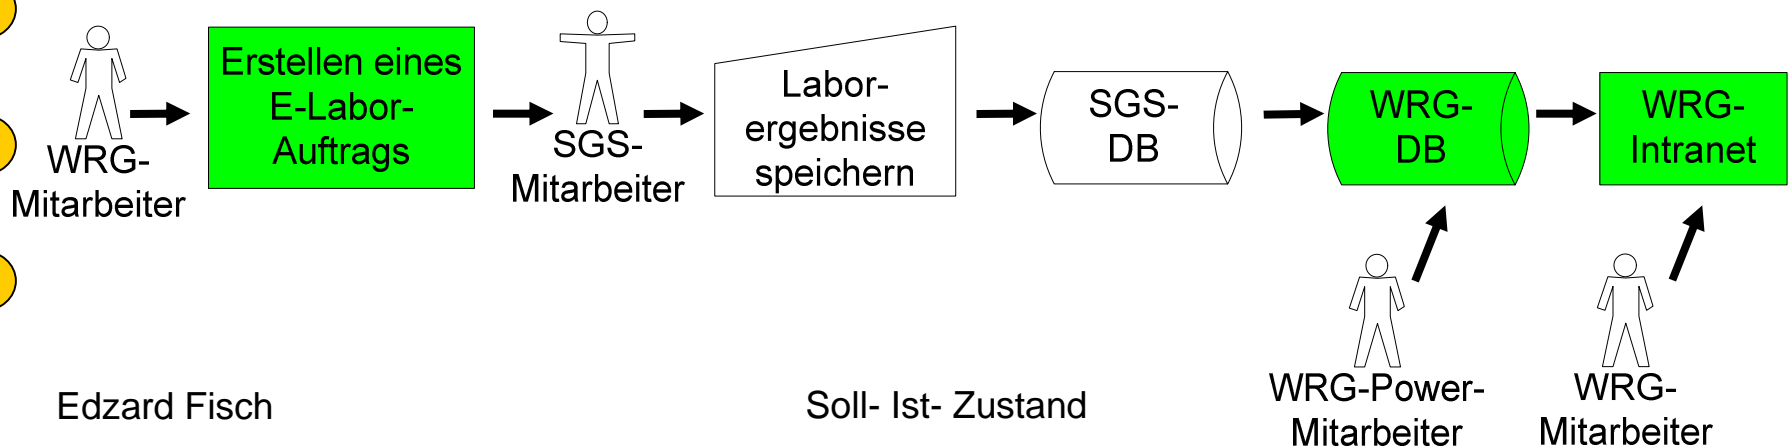 WRG-
Mitarbeiter
Erstellen eines
E-Labor-
Auftrags
SGS-
Mitarbeiter
Labor-
ergebnisse
speichern
SGS-
DB
WRG-
DB
WRG-
Intranet
WRG-Power-
Mitarbeiter
WRG-
Mitarbeiter
Edzard Fisch
Soll- Ist- Zustand